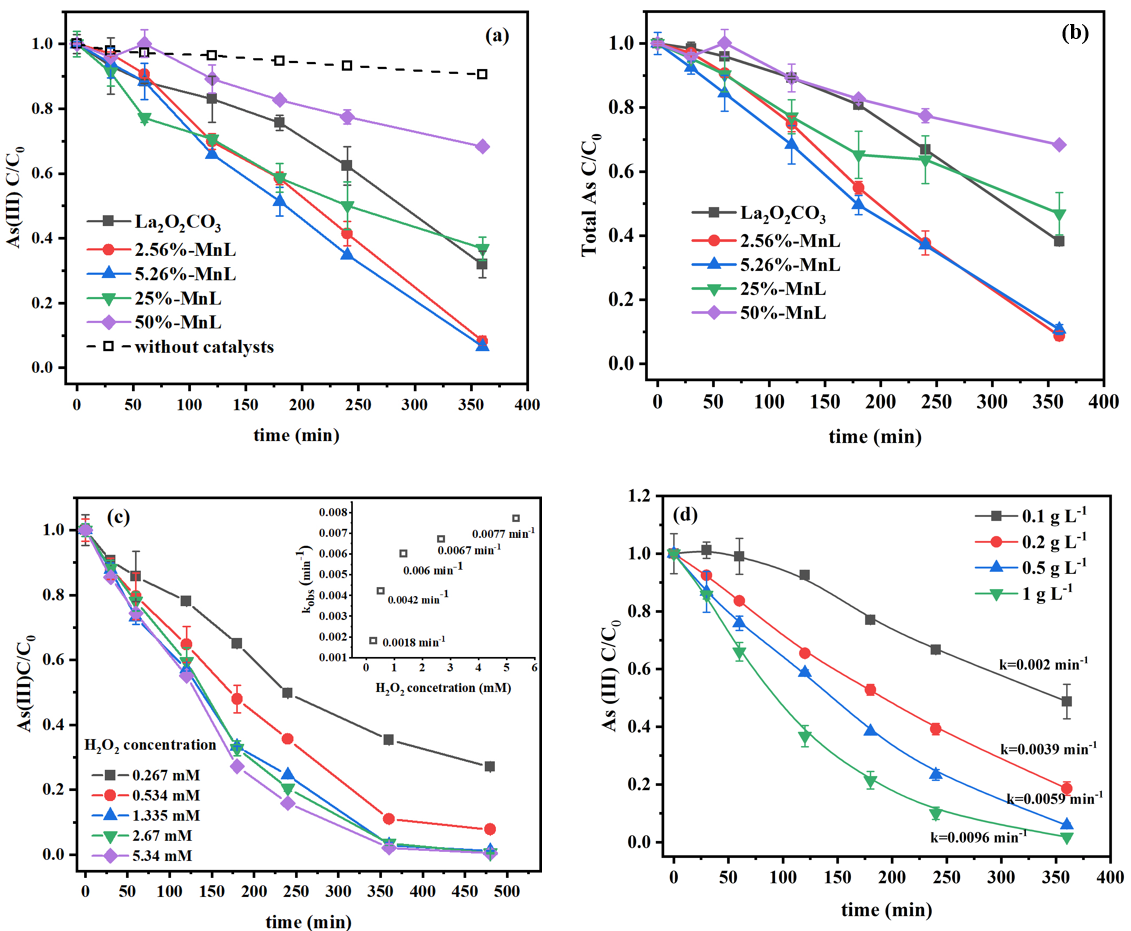 (a)
As(III) C/C₀
1.0
0.8
0.6
0.4
0.2
0.0
La₂O₂CO₃
2.56%-MnL
5.26%-MnL
25%-MnL
50%-MnL
without catalysts
0 50 100 150 200 250 300 350 400
time (min)
(b)
Total As C/C₀
1.0
0.8
0.6
0.4
0.2
0.0
La₂O₂CO₃
2.56%-MnL
5.26%-MnL
25%-MnL
50%-MnL
0 50 100 150 200 250 300 350 400
time (min)
(c)
As(III)C/C₀
1.0
0.8
0.6
0.4
0.2
0.0
k_obs (min⁻¹)
0.008
0.007
0.006
0.005
0.004
0.003
0.002
0.001
0.0077 min⁻¹
0.0067 min⁻¹
0.006 min⁻¹
0.0042 min⁻¹
0.0018 min⁻¹
0 1 2 3 4 5 6
H₂O₂ concetration (mM)
H₂O₂ concentration
0.267 mM
0.534 mM
1.335 mM
2.67 mM
5.34 mM
0 50 100 150 200 250 300 350 400 450 500
time (min)
(d)
As (III) C/C₀
1.2
1.0
0.8
0.6
0.4
0.2
0.0
0.1 g L⁻¹
0.2 g L⁻¹
0.5 g L⁻¹
1 g L⁻¹
k=0.002 min⁻¹
k=0.0039 min⁻¹
k=0.0059 min⁻¹
k=0.0096 min⁻¹
0 50 100 150 200 250 300 350 400
time (min)